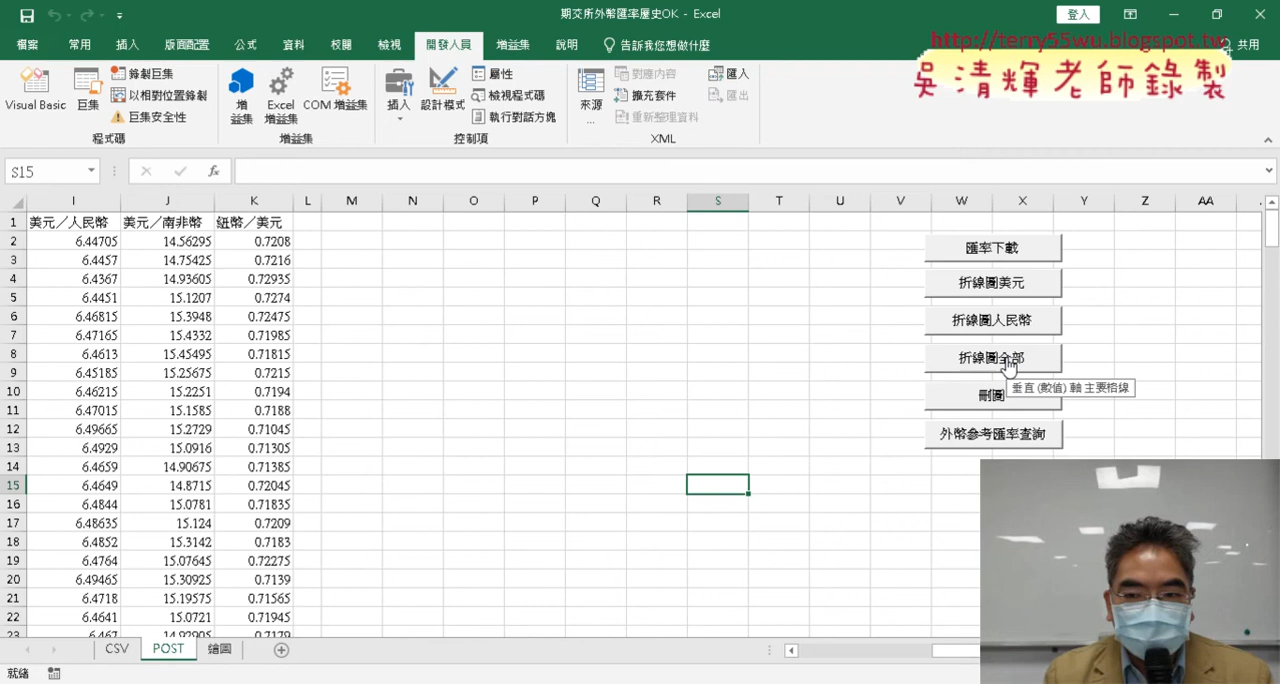 期交所外幣匯率歷史OK - Excel
登入
檔案 常用 插入 版面配置 公式 資料 校閱 檢視 開發人員 增益集 說明 告訴我您想做什麼 共用
http://terry55wu.blogspot.tw
吳清輝老師錄製
Visual Basic 巨集 錄製巨集 以相對位置錄製 巨集安全性
增益集 Excel 增益集 COM 增益集
插入 設計模式 屬性 檢視程式碼 執行對話方塊
來源... 對應內容 擴充套件 重新整理資料 匯入 匯出
程式碼 增益集 控制項 XML
S15 fx
I J K L M N O P Q R S T U V W X Y Z AA
1 美元／人民幣 美元／南非幣 紐幣／美元
2 6.44705 14.56295 0.7208
3 6.4457 14.75425 0.7216
4 6.4367 14.93605 0.72935
5 6.4451 15.1207 0.7274
6 6.46815 15.3948 0.72475
7 6.47165 15.4332 0.71985
8 6.4613 15.45495 0.71815
9 6.45185 15.25675 0.7215
10 6.46215 15.2251 0.7194
11 6.47015 15.1585 0.7188
12 6.49665 15.2729 0.71045
13 6.4929 15.0916 0.71305
14 6.4659 14.90675 0.71385
15 6.4649 14.8715 0.72045
16 6.4844 15.0781 0.71835
17 6.48635 15.124 0.7209
18 6.4852 15.3142 0.7183
19 6.4764 15.07645 0.72275
20 6.49465 15.30925 0.7139
21 6.4718 15.19575 0.71565
22 6.4641 15.0721 0.71945
23 6.467 14.92905 0.7179
匯率下載
折線圖美元
折線圖人民幣
折線圖全部
垂直 (數值) 軸 主要格線
刪圖
外幣參考匯率查詢
CSV POST 繪圖
就緒